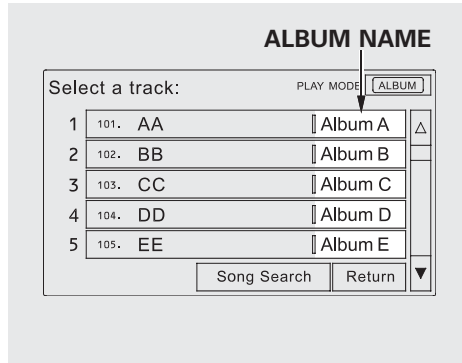 ALBUM NAME
Select a track: PLAY MODE ALBUM
1 101. AA Album A
2 102. BB Album B
3 103. CC Album C
4 104. DD Album D
5 105. EE Album E
Song Search Return